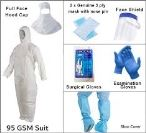 Full Face
Hood Cap
2 x Genuine 3 ply
mask with nose pin
Face Shield
Surgical Gloves
Examination
Gloves
95 GSM Suit
Shoe Cover